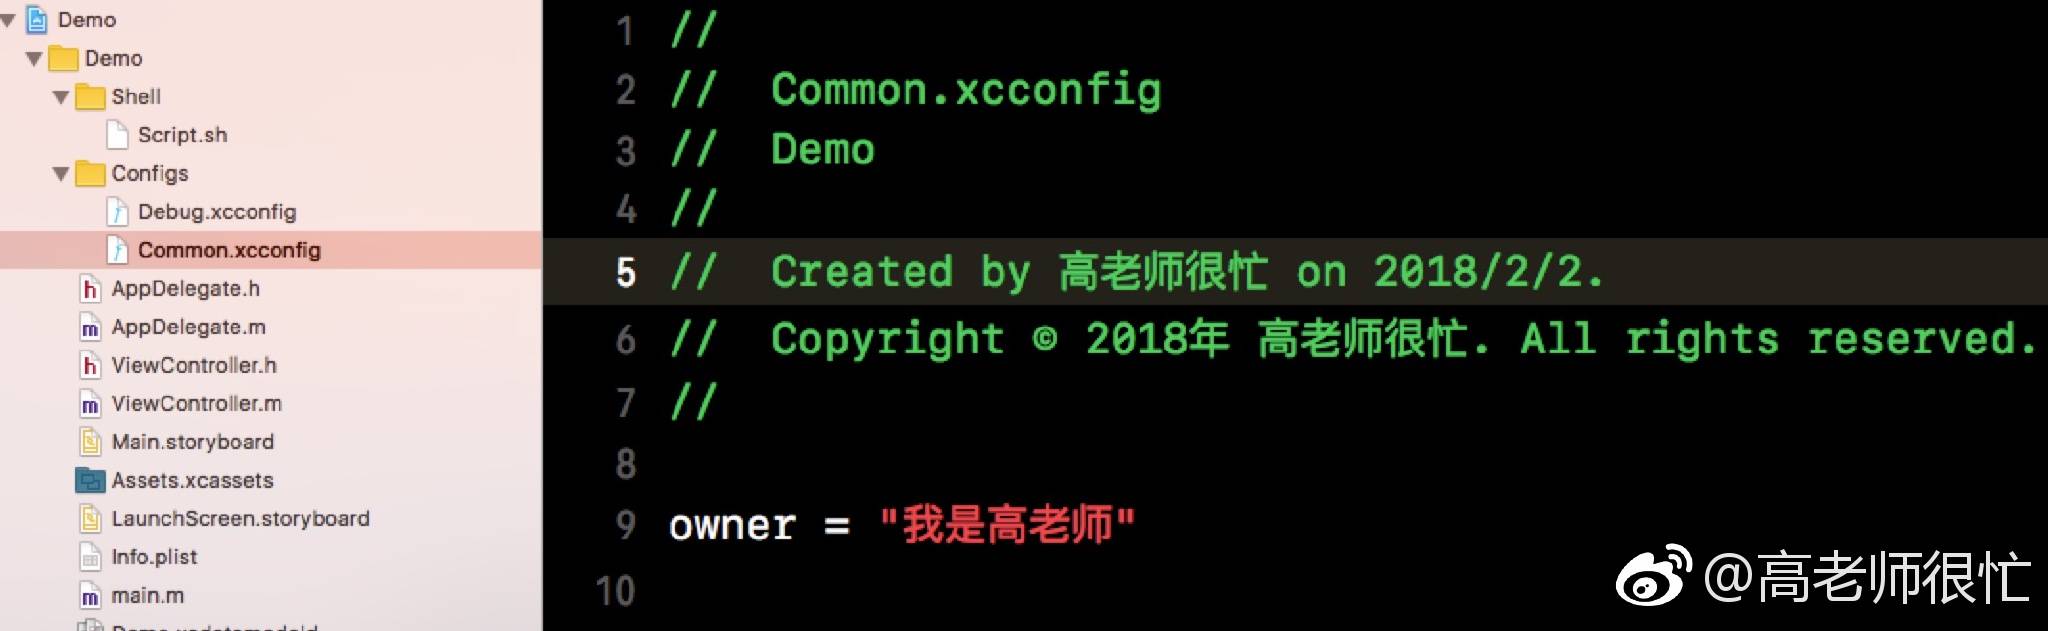 Demo
Demo
Shell
Script.sh
Configs
Debug.xcconfig
Common.xcconfig
AppDelegate.h
AppDelegate.m
ViewController.h
ViewController.m
Main.storyboard
Assets.xcassets
LaunchScreen.storyboard
Info.plist
main.m
1 //
2 // Common.xcconfig
3 // Demo
4 //
5 // Created by 高老师很忙 on 2018/2/2.
6 // Copyright © 2018年 高老师很忙. All rights reserved.
7 //
8
9 owner = "我是高老师"
10
@高老师很忙